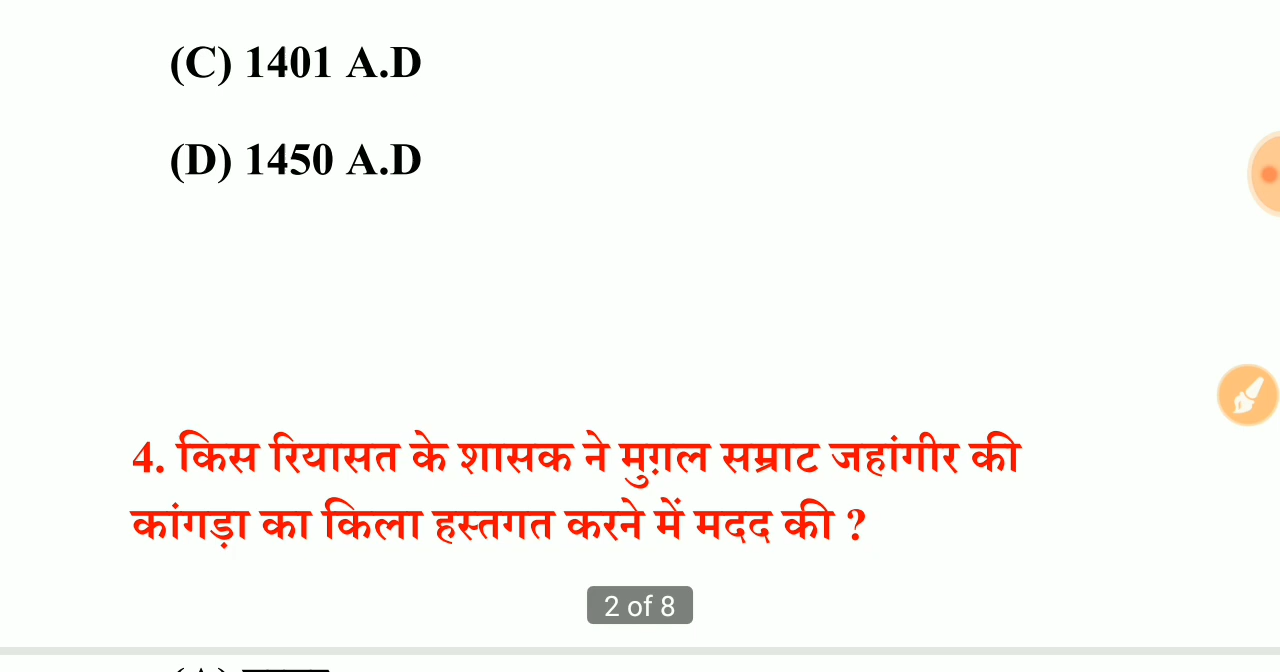 (C) 1401 A.D
(D) 1450 A.D
4. किस रियासत के शासक ने मुग़ल सम्राट जहांगीर की
कांगड़ा का किला हस्तगत करने में मदद की ?
2 of 8